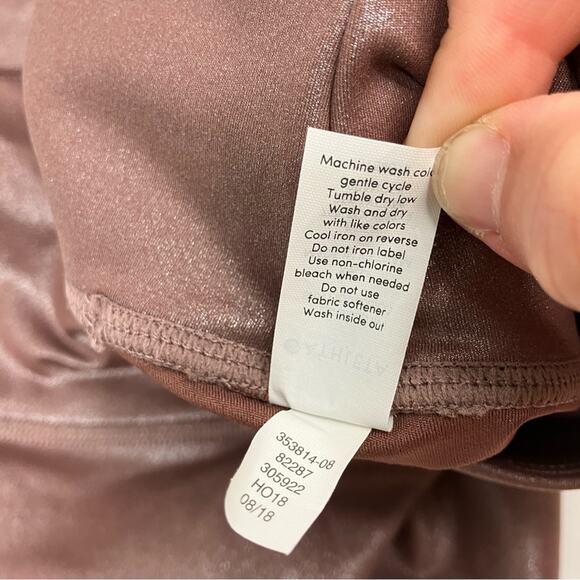 Machine wash col
gentle cycle
Tumble dry low
Wash and dry
with like colors
Cool iron on reverse
Do not iron label
Use non-chlorine
bleach when needed
Do not use
fabric softener
Wash inside out
ATHLETA
353814-08
82287
305922
HO18
08/18